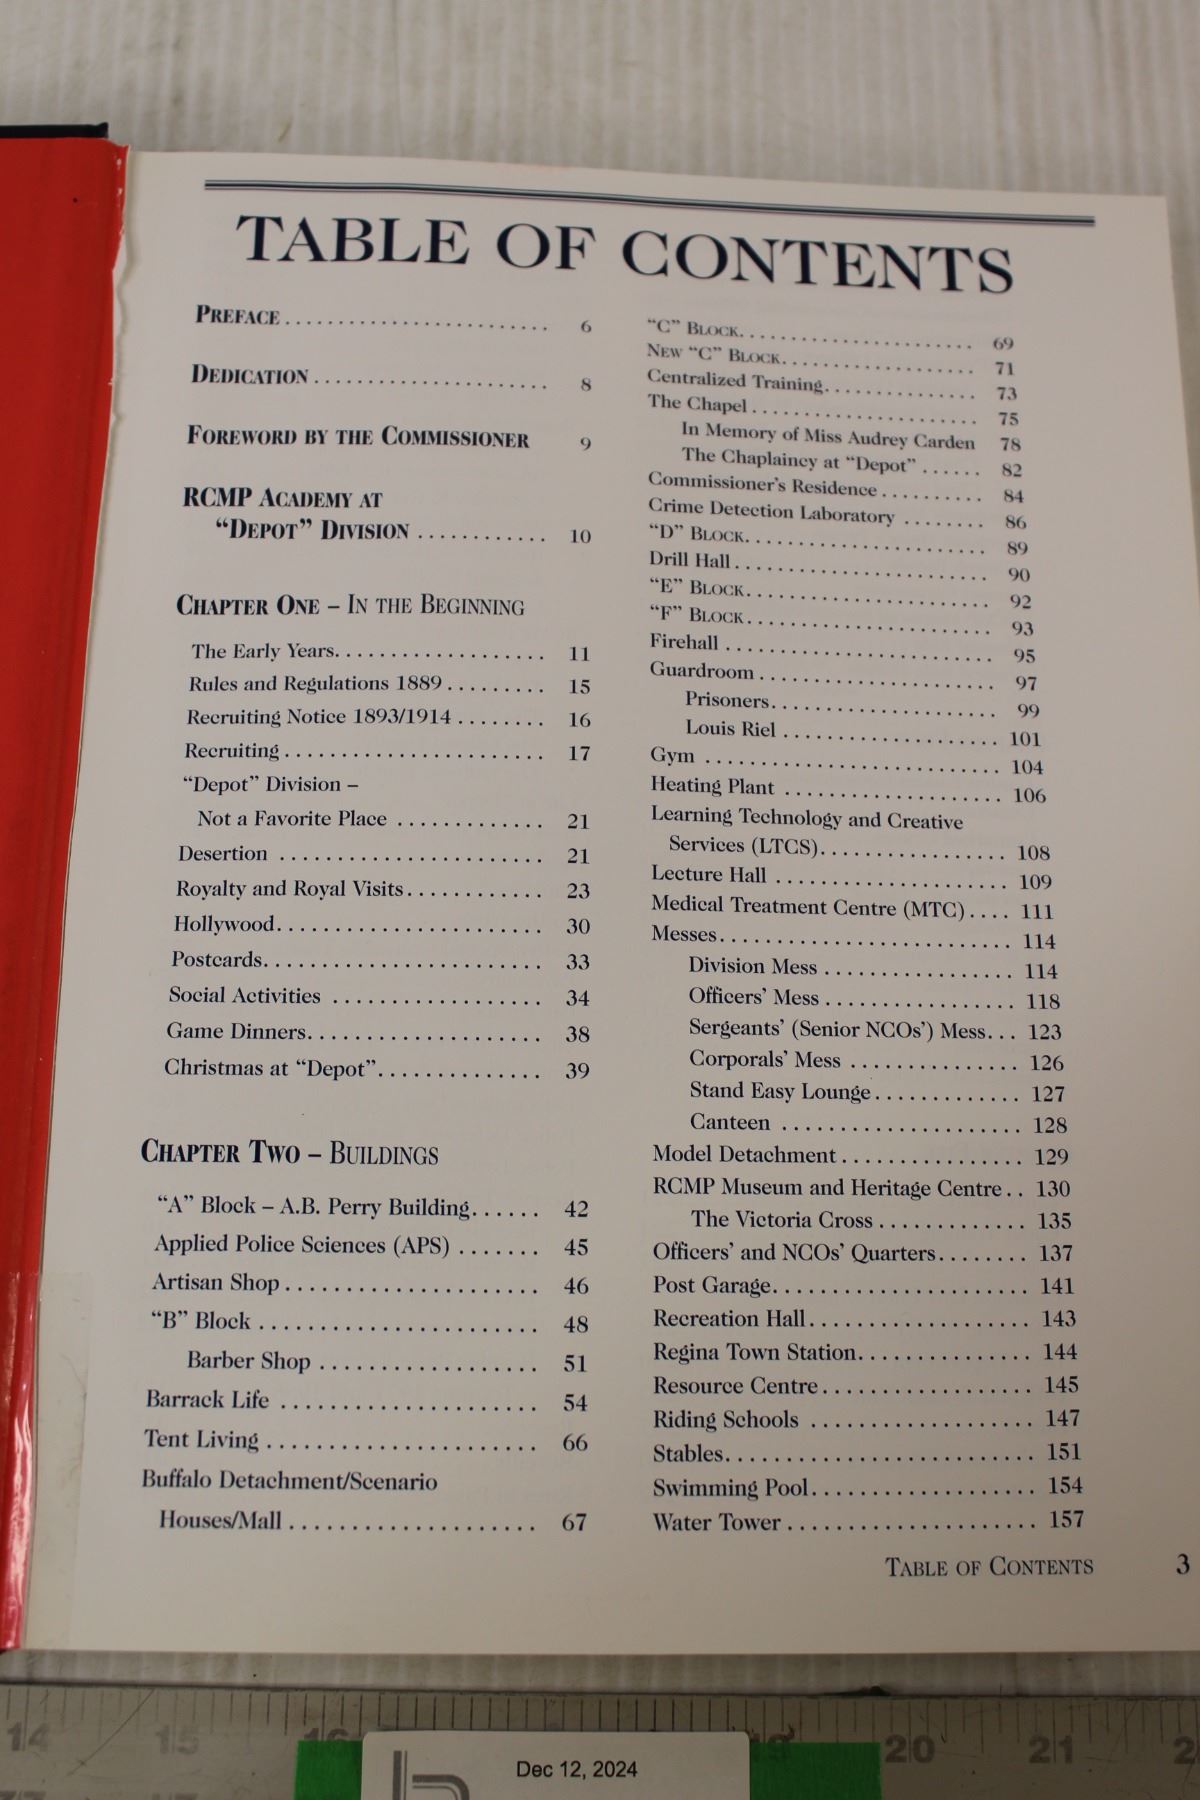 TABLE OF CONTENTS
PREFACE........................ 6
DEDICATION..................... 8
FOREWORD BY THE COMMISSIONER 9
RCMP ACADEMY AT
"DEPOT" DIVISION............ 10
CHAPTER ONE – IN THE BEGINNING
The Early Years................... 11
Rules and Regulations 1889......... 15
Recruiting Notice 1893/1914........ 16
Recruiting........................ 17
"Depot" Division –
Not a Favorite Place ............. 21
Desertion ........................ 21
Royalty and Royal Visits............ 23
Hollywood........................ 30
Postcards......................... 33
Social Activities ................... 34
Game Dinners..................... 38
Christmas at "Depot"............... 39
CHAPTER TWO – BUILDINGS
"A" Block – A.B. Perry Building...... 42
Applied Police Sciences (APS) ....... 45
Artisan Shop....................... 46
"B" Block ......................... 48
Barber Shop .................. 51
Barrack Life ...................... 54
Tent Living ........................ 66
Buffalo Detachment/Scenario
Houses/Mall ..................... 67
"C" BLOCK....................... 69
NEW "C" BLOCK................... 71
Centralized Training.............. 73
The Chapel ..................... 75
In Memory of Miss Audrey Carden 78
The Chaplaincy at "Depot" ...... 82
Commissioner's Residence.......... 84
Crime Detection Laboratory ........ 86
"D" BLOCK........................ 89
Drill Hall......................... 90
"E" BLOCK........................ 92
"F" BLOCK........................ 93
Firehall .......................... 95
Guardroom ....................... 97
Prisoners..................... 99
Louis Riel .................... 101
Gym ............................ 104
Heating Plant .................... 106
Learning Technology and Creative
Services (LTCS)................. 108
Lecture Hall ...................... 109
Medical Treatment Centre (MTC).... 111
Messes........................... 114
Division Mess ................. 114
Officers' Mess ................. 118
Sergeants' (Senior NCOs') Mess... 123
Corporals' Mess ............... 126
Stand Easy Lounge............. 127
Canteen ...................... 128
Model Detachment ................ 129
RCMP Museum and Heritage Centre.. 130
The Victoria Cross ............. 135
Officers' and NCOs' Quarters........ 137
Post Garage....................... 141
Recreation Hall.................... 143
Regina Town Station............... 144
Resource Centre................... 145
Riding Schools .................... 147
Stables............................ 151
Swimming Pool.................... 154
Water Tower...................... 157
TABLE OF CONTENTS 3
14 15 16 19 20 21
Dec 12, 2024